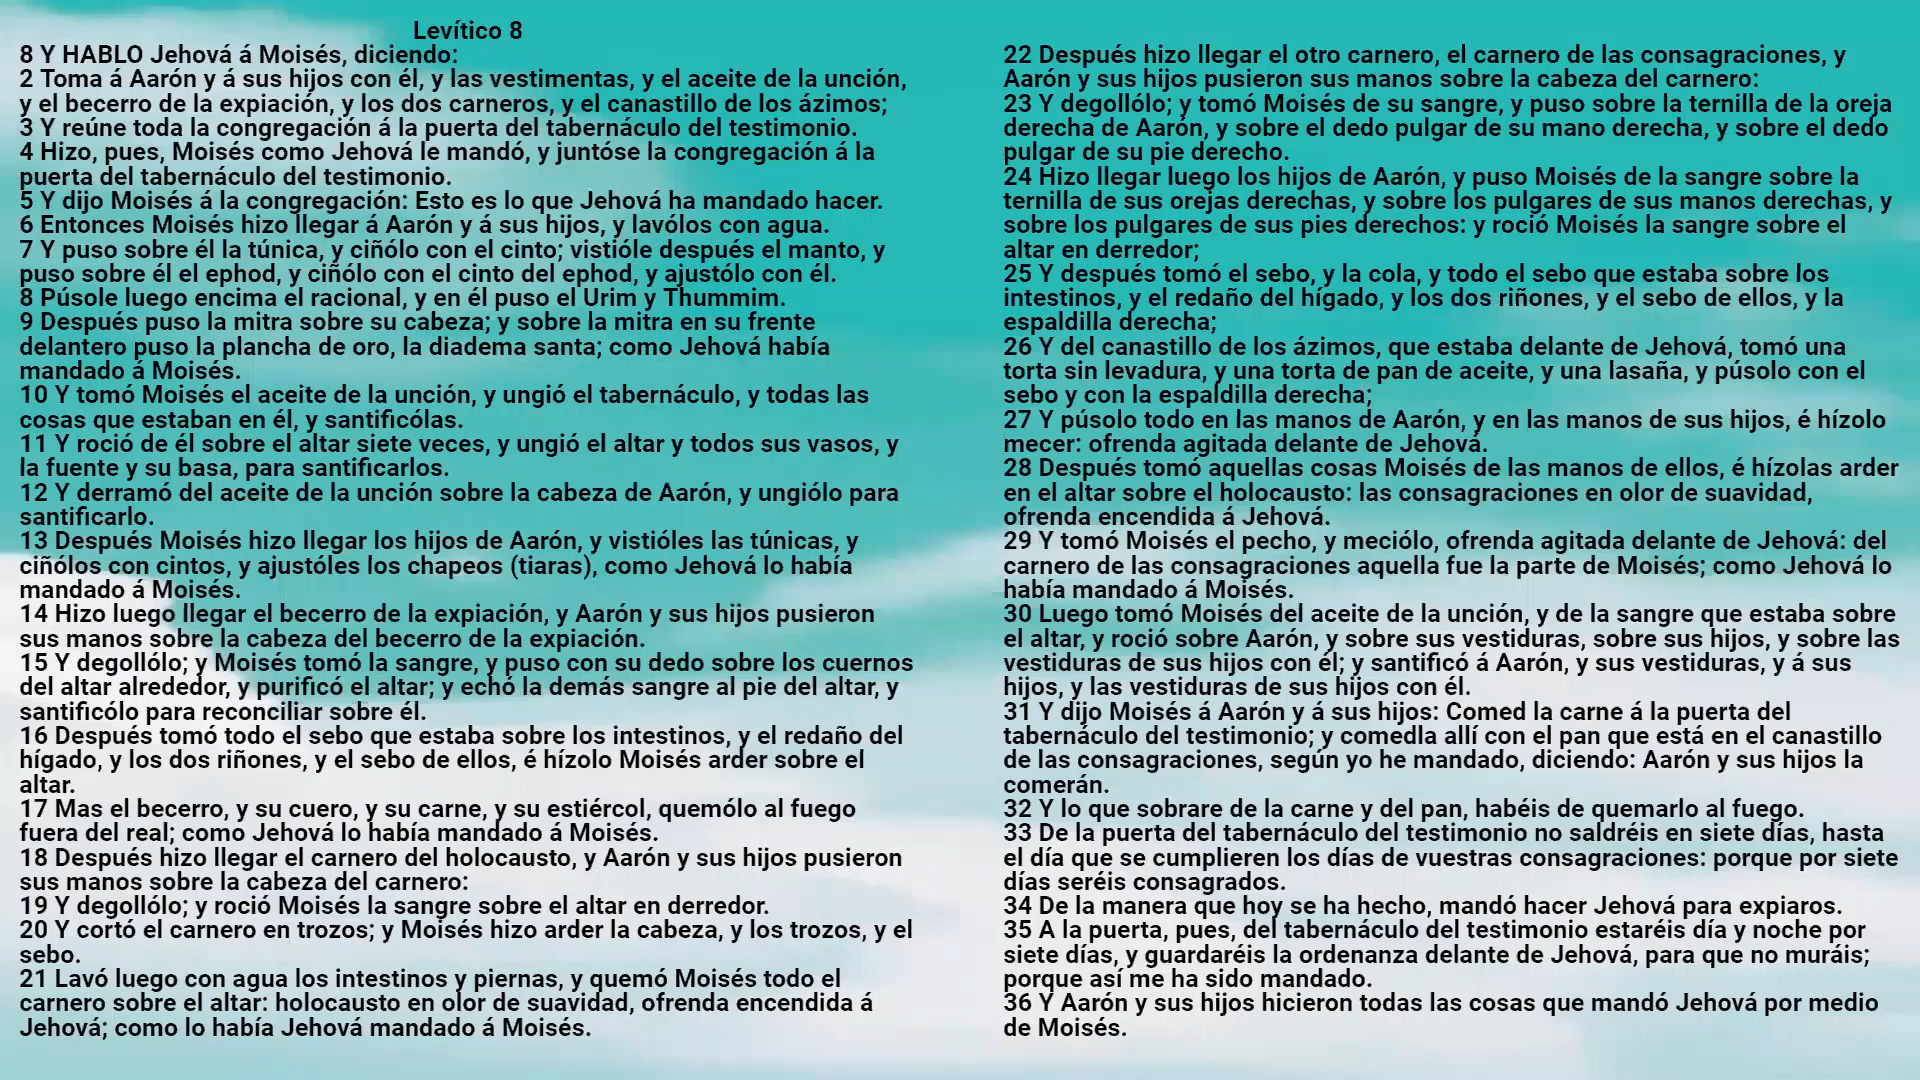 Levítico 8
8 Y HABLO Jehová á Moisés, diciendo:
2 Toma á Aarón y á sus hijos con él, y las vestimentas, y el aceite de la unción,
y el becerro de la expiación, y los dos carneros, y el canastillo de los ázimos;
3 Y reúne toda la congregación á la puerta del tabernáculo del testimonio.
4 Hizo, pues, Moisés como Jehová le mandó, y juntóse la congregación á la
puerta del tabernáculo del testimonio.
5 Y dijo Moisés á la congregación: Esto es lo que Jehová ha mandado hacer.
6 Entonces Moisés hizo llegar á Aarón y á sus hijos, y lavólos con agua.
7 Y puso sobre él la túnica, y ciñólo con el cinto; vistióle después el manto, y
puso sobre él el ephod, y ciñólo con el cinto del ephod, y ajustólo con él.
8 Púsole luego encima el racional, y en él puso el Urim y Thummim.
9 Después puso la mitra sobre su cabeza; y sobre la mitra en su frente
delantero puso la plancha de oro, la diadema santa; como Jehová había
mandado á Moisés.
10 Y tomó Moisés el aceite de la unción, y ungió el tabernáculo, y todas las
cosas que estaban en él, y santificólas.
11 Y roció de él sobre el altar siete veces, y ungió el altar y todos sus vasos, y
la fuente y su basa, para santificarlos.
12 Y derramó del aceite de la unción sobre la cabeza de Aarón, y ungiólo para
santificarlo.
13 Después Moisés hizo llegar los hijos de Aarón, y vistióles las túnicas, y
ciñólos con cintos, y ajustóles los chapeos (tiaras), como Jehová lo había
mandado á Moisés.
14 Hizo luego llegar el becerro de la expiación, y Aarón y sus hijos pusieron
sus manos sobre la cabeza del becerro de la expiación.
15 Y degollólo; y Moisés tomó la sangre, y puso con su dedo sobre los cuernos
del altar alrededor, y purificó el altar; y echó la demás sangre al pie del altar, y
santificólo para reconciliar sobre él.
16 Después tomó todo el sebo que estaba sobre los intestinos, y el redaño del
hígado, y los dos riñones, y el sebo de ellos, é hízolo Moisés arder sobre el
altar.
17 Mas el becerro, y su cuero, y su carne, y su estiércol, quemólo al fuego
fuera del real; como Jehová lo había mandado á Moisés.
18 Después hizo llegar el carnero del holocausto, y Aarón y sus hijos pusieron
sus manos sobre la cabeza del carnero:
19 Y degollólo; y roció Moisés la sangre sobre el altar en derredor.
20 Y cortó el carnero en trozos; y Moisés hizo arder la cabeza, y los trozos, y el
sebo.
21 Lavó luego con agua los intestinos y piernas, y quemó Moisés todo el
carnero sobre el altar: holocausto en olor de suavidad, ofrenda encendida á
Jehová; como lo había Jehová mandado á Moisés.
22 Después hizo llegar el otro carnero, el carnero de las consagraciones, y
Aarón y sus hijos pusieron sus manos sobre la cabeza del carnero:
23 Y degollólo; y tomó Moisés de su sangre, y puso sobre la ternilla de la oreja
derecha de Aarón, y sobre el dedo pulgar de su mano derecha, y sobre el dedo
pulgar de su pie derecho.
24 Hizo llegar luego los hijos de Aarón, y puso Moisés de la sangre sobre la
ternilla de sus orejas derechas, y sobre los pulgares de sus manos derechas, y
sobre los pulgares de sus pies derechos: y roció Moisés la sangre sobre el
altar en derredor;
25 Y después tomó el sebo, y la cola, y todo el sebo que estaba sobre los
intestinos, y el redaño del hígado, y los dos riñones, y el sebo de ellos, y la
espaldilla derecha;
26 Y del canastillo de los ázimos, que estaba delante de Jehová, tomó una
torta sin levadura, y una torta de pan de aceite, y una lasaña, y púsolo con el
sebo y con la espaldilla derecha;
27 Y púsolo todo en las manos de Aarón, y en las manos de sus hijos, é hízolo
mecer: ofrenda agitada delante de Jehová.
28 Después tomó aquellas cosas Moisés de las manos de ellos, é hízolas arder
en el altar sobre el holocausto: las consagraciones en olor de suavidad,
ofrenda encendida á Jehová.
29 Y tomó Moisés el pecho, y meciólo, ofrenda agitada delante de Jehová: del
carnero de las consagraciones aquella fue la parte de Moisés; como Jehová lo
había mandado á Moisés.
30 Luego tomó Moisés del aceite de la unción, y de la sangre que estaba sobre
el altar, y roció sobre Aarón, y sobre sus vestiduras, sobre sus hijos, y sobre las
vestiduras de sus hijos con él; y santificó á Aarón, y sus vestiduras, y á sus
hijos, y las vestiduras de sus hijos con él.
31 Y dijo Moisés á Aarón y á sus hijos: Comed la carne á la puerta del
tabernáculo del testimonio; y comedla allí con el pan que está en el canastillo
de las consagraciones, según yo he mandado, diciendo: Aarón y sus hijos la
comerán.
32 Y lo que sobrare de la carne y del pan, habéis de quemarlo al fuego.
33 De la puerta del tabernáculo del testimonio no saldréis en siete días, hasta
el día que se cumplieren los días de vuestras consagraciones: porque por siete
días seréis consagrados.
34 De la manera que hoy se ha hecho, mandó hacer Jehová para expiaros.
35 A la puerta, pues, del tabernáculo del testimonio estaréis día y noche por
siete días, y guardaréis la ordenanza delante de Jehová, para que no muráis;
porque así me ha sido mandado.
36 Y Aarón y sus hijos hicieron todas las cosas que mandó Jehová por medio
de Moisés.